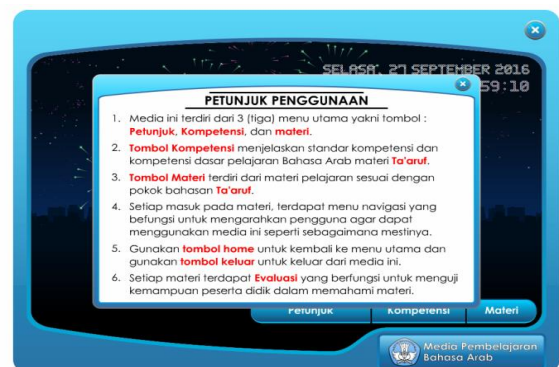 SELASA, 27 SEPTEMBER 2016
59:10
PETUNJUK PENGGUNAAN
1. Media ini terdiri dari 3 (tiga) menu utama yakni tombol :
Petunjuk, Kompetensi, dan materi.
2. Tombol Kompetensi menjelaskan standar kompetensi dan
kompetensi dasar pelajaran Bahasa Arab materi Ta'aruf.
3. Tombol Materi terdiri dari materi pelajaran sesuai dengan
pokok bahasan Ta'aruf.
4. Setiap masuk pada materi, terdapat menu navigasi yang
befungsi untuk mengarahkan pengguna agar dapat
menggunakan media ini seperti sebagaimana mestinya.
5. Gunakan tombol home untuk kembali ke menu utama dan
gunakan tombol keluar untuk keluar dari media ini.
6. Setiap materi terdapat Evaluasi yang berfungsi untuk menguji
kemampuan peserta didik dalam memahami materi.
Petunjuk Kompetensi Materi
Media Pembelajaran
Bahasa Arab